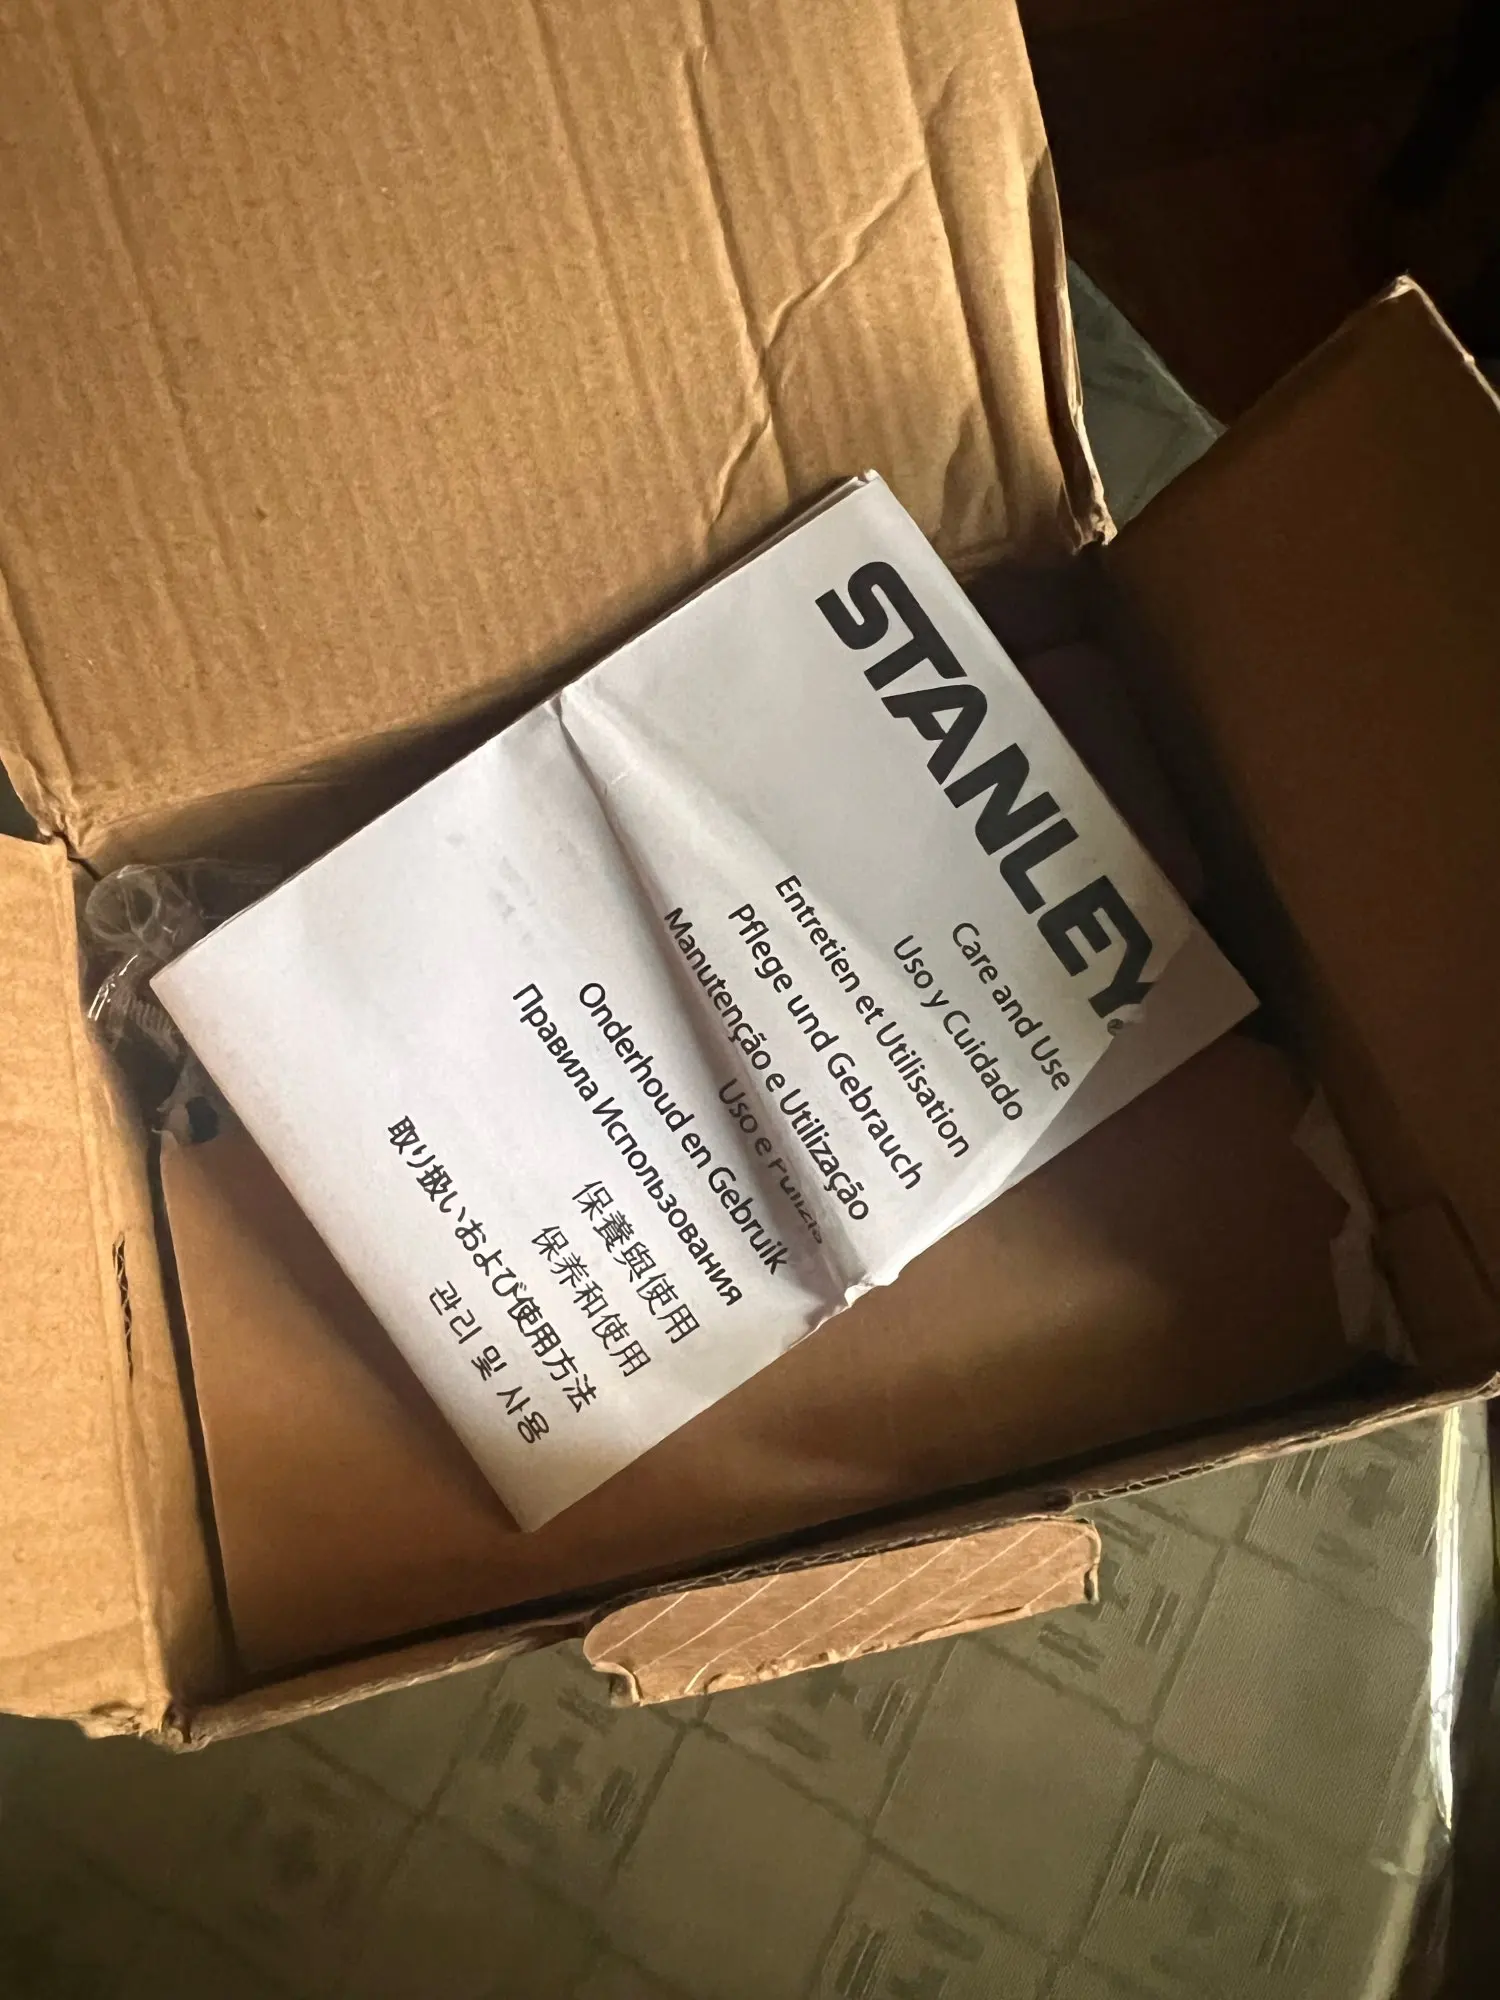 STANLEY®
Care and Use
Uso y Cuidado
Entretien et Utilisation
Pflege und Gebrauch
Manutenção e Utilização
Uso e Pulizia
Onderhoud en Gebruik
Правила Использования
保養與使用
保养和使用
取り扱いおよび使用方法
관리 및 사용